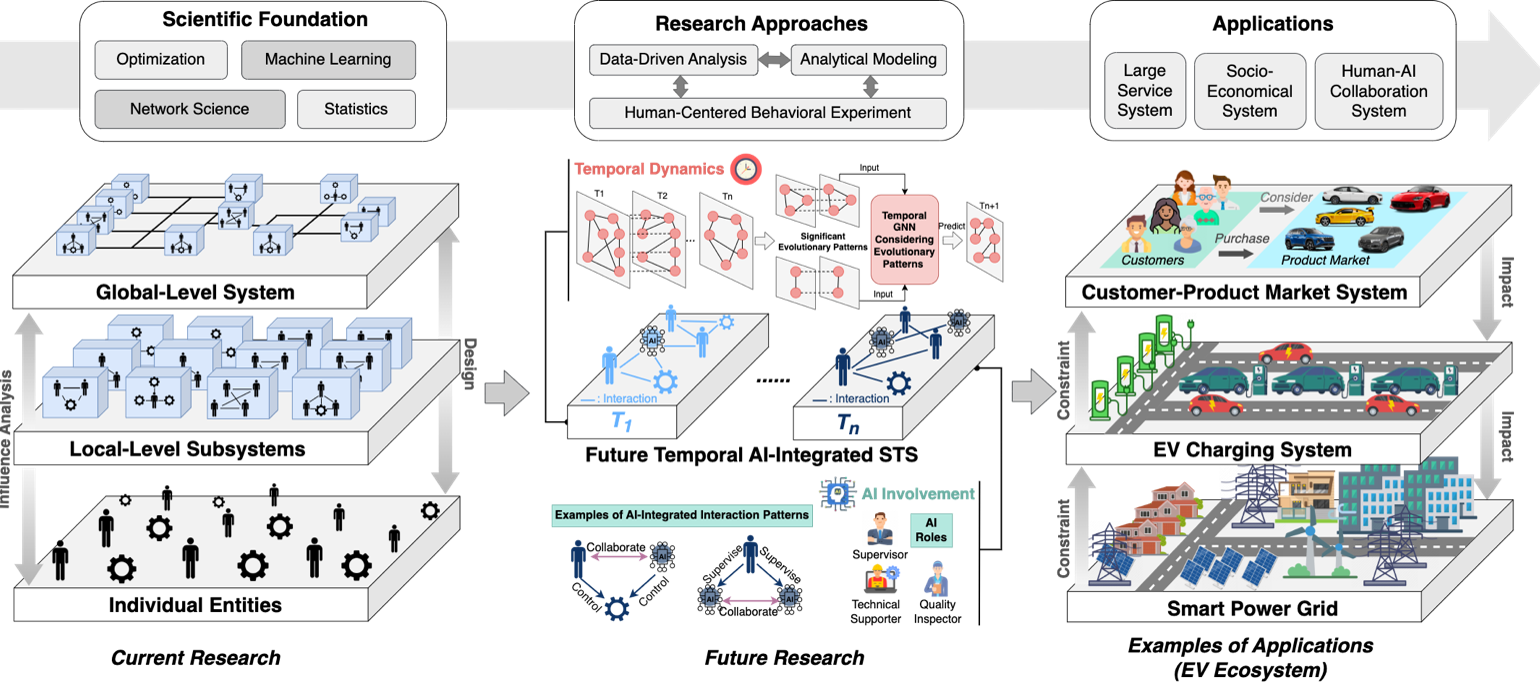 Scientific Foundation
Optimization
Machine Learning
Network Science
Statistics
Research Approaches
Data-Driven Analysis
Analytical Modeling
Human-Centered Behavioral Experiment
Applications
Large
Service
System
Socio-
Economical
System
Human-AI
Collaboration
System
Global-Level System
Local-Level Subsystems
Individual Entities
Influence Analysis
Design
Current Research
Temporal Dynamics
T1
T2
Tn
...
Significant
Evolutionary Patterns
Input
Input
Temporal
GNN
Considering
Evolutionary
Patterns
Predict
Tn+1
AI
AI
AI
— : Interaction
T1
......
— : Interaction
Tn
Future Temporal AI-Integrated STS
AI Involvement
Examples of AI-Integrated Interaction Patterns
Collaborate
AI
Control
Control
Supervise
Supervise
AI
AI
Collaborate
AI
Roles
Supervisor
Technical
Supporter
Quality
Inspector
Future Research
Customers
Consider
Purchase
Product Market
Customer-Product Market System
Impact
Constraint
EV Charging System
Impact
Constraint
Smart Power Grid
Examples of Applications
(EV Ecosystem)